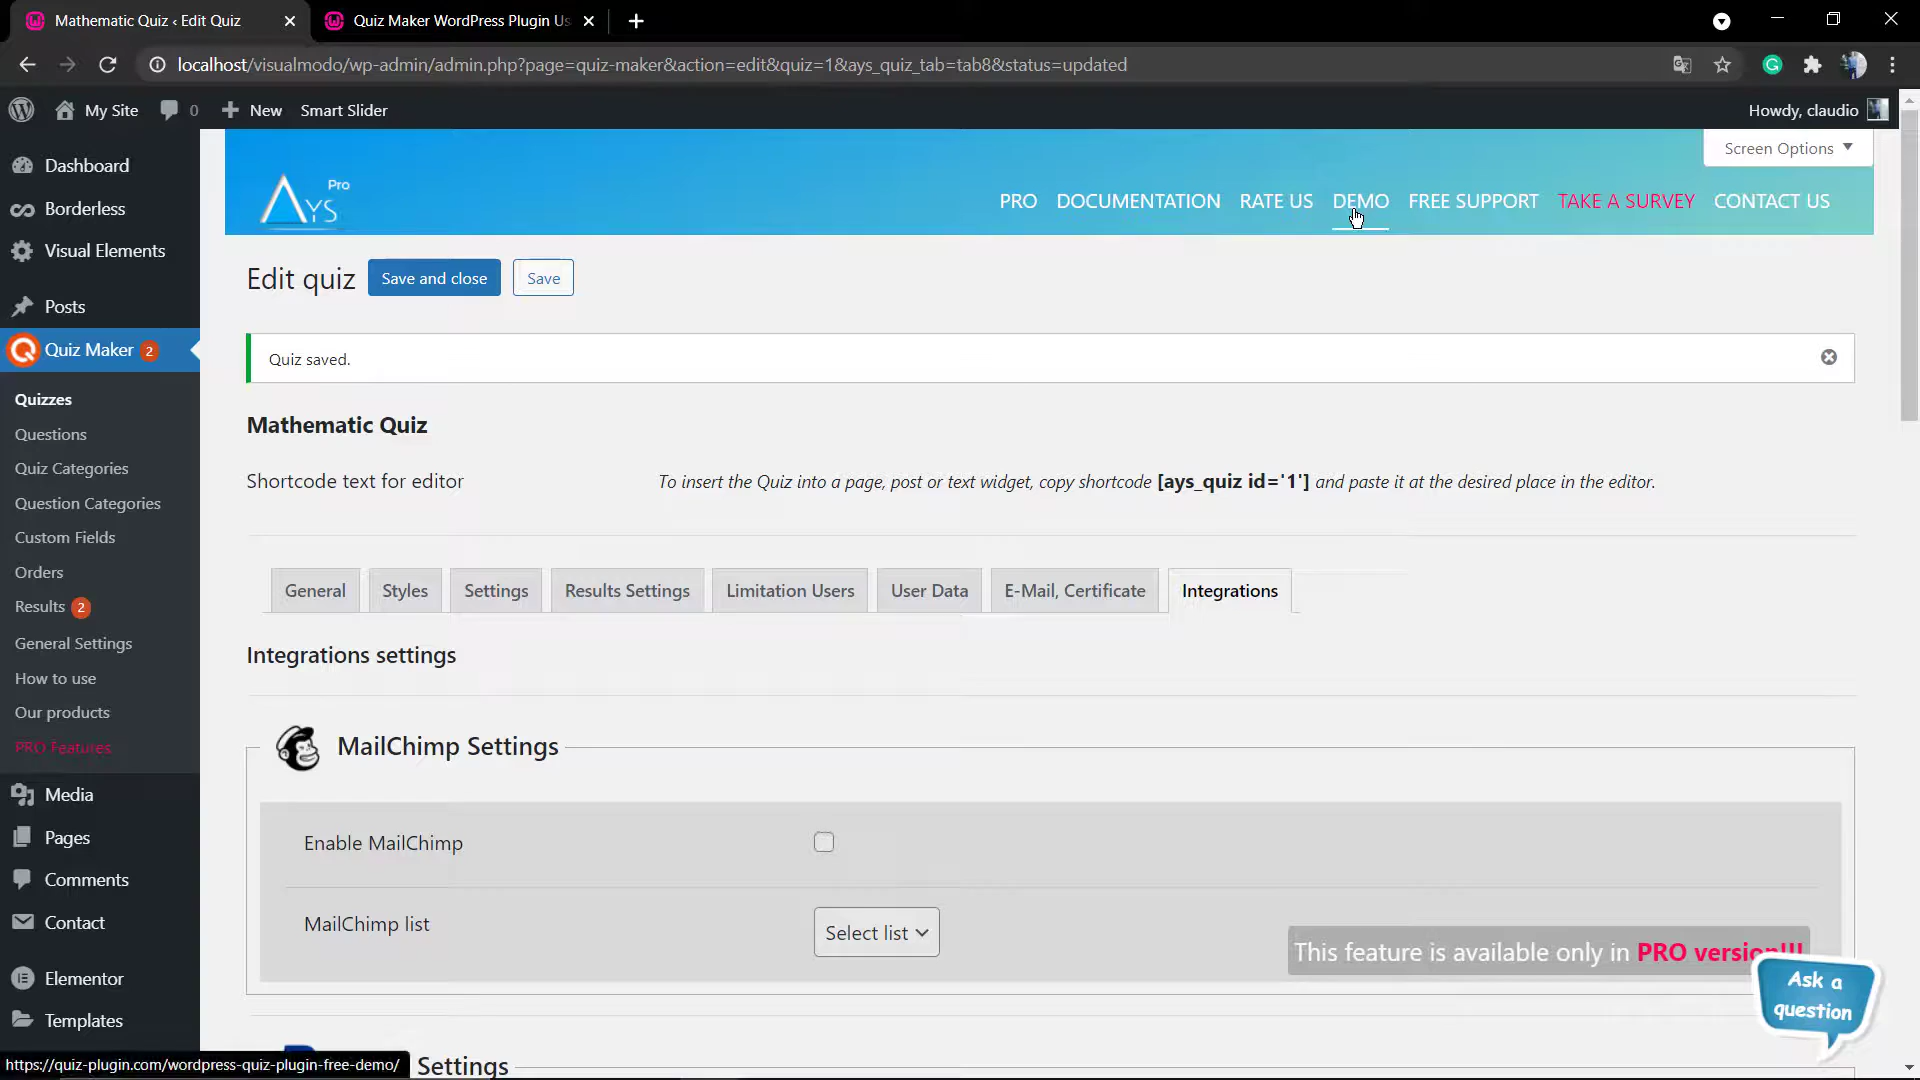 Mathematic Quiz ‹ Edit Quiz
Quiz Maker WordPress Plugin Us
localhost/visualmodo/wp-admin/admin.php?page=quiz-maker&action=edit&quiz=1&ays_quiz_tab=tab8&status=updated
My Site
0
New
Smart Slider
Howdy, claudio
Screen Options
Ays Pro
PRO
DOCUMENTATION
RATE US
DEMO
FREE SUPPORT
TAKE A SURVEY
CONTACT US
Dashboard
Borderless
Visual Elements
Posts
Quiz Maker 2
Quizzes
Questions
Quiz Categories
Question Categories
Custom Fields
Orders
Results 2
General Settings
How to use
Our products
PRO Features
Media
Pages
Comments
Contact
Elementor
Templates
Edit quiz
Save and close
Save
Quiz saved.
Mathematic Quiz
Shortcode text for editor
To insert the Quiz into a page, post or text widget, copy shortcode [ays_quiz id='1'] and paste it at the desired place in the editor.
General
Styles
Settings
Results Settings
Limitation Users
User Data
E-Mail, Certificate
Integrations
Integrations settings
MailChimp Settings
Enable MailChimp
MailChimp list
Select list
This feature is available only in PRO version!!!
Ask a
question
Settings
https://quiz-plugin.com/wordpress-quiz-plugin-free-demo/